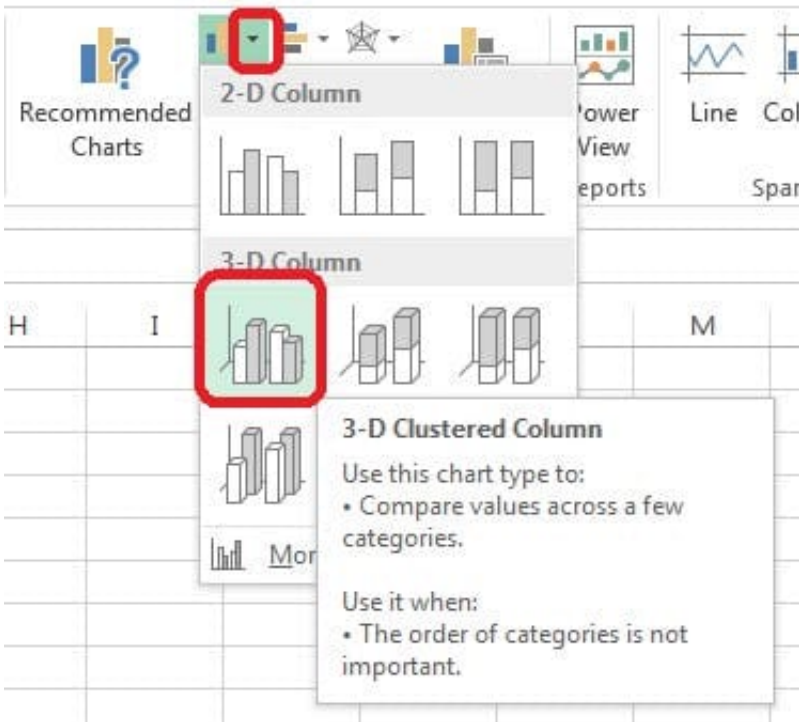 Recommended
Charts
Power
View
Reports
Line
Col
Spar
2-D Column
3-D Column
H
I
M
3-D Clustered Column
Use this chart type to:
• Compare values across a few
categories.
Use it when:
• The order of categories is not
important.
Mor